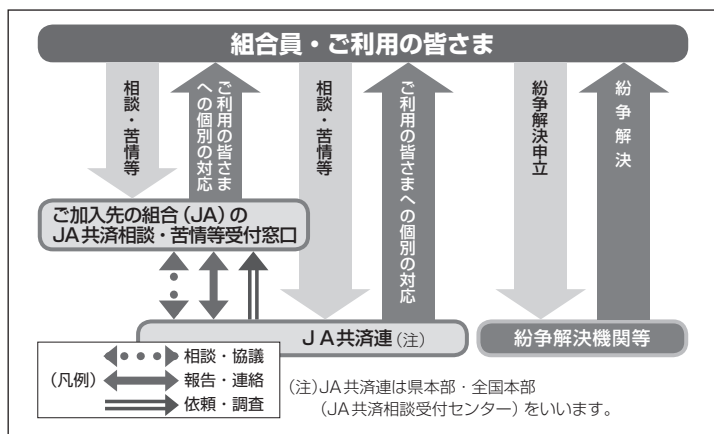 組合員・ご利用の皆さま
相談・苦情等
ご利用の皆さま
への個別の対応
相談・苦情等
ご利用の皆さまへの個別の対応
紛争解決申立
紛争解決
ご加入先の組合(JA)の
JA共済相談・苦情等受付窓口
JA共済連(注)
紛争解決機関等
(凡例)
相談・協議
報告・連絡
依頼・調査
(注)JA共済連は県本部・全国本部
(JA共済相談受付センター)をいいます。